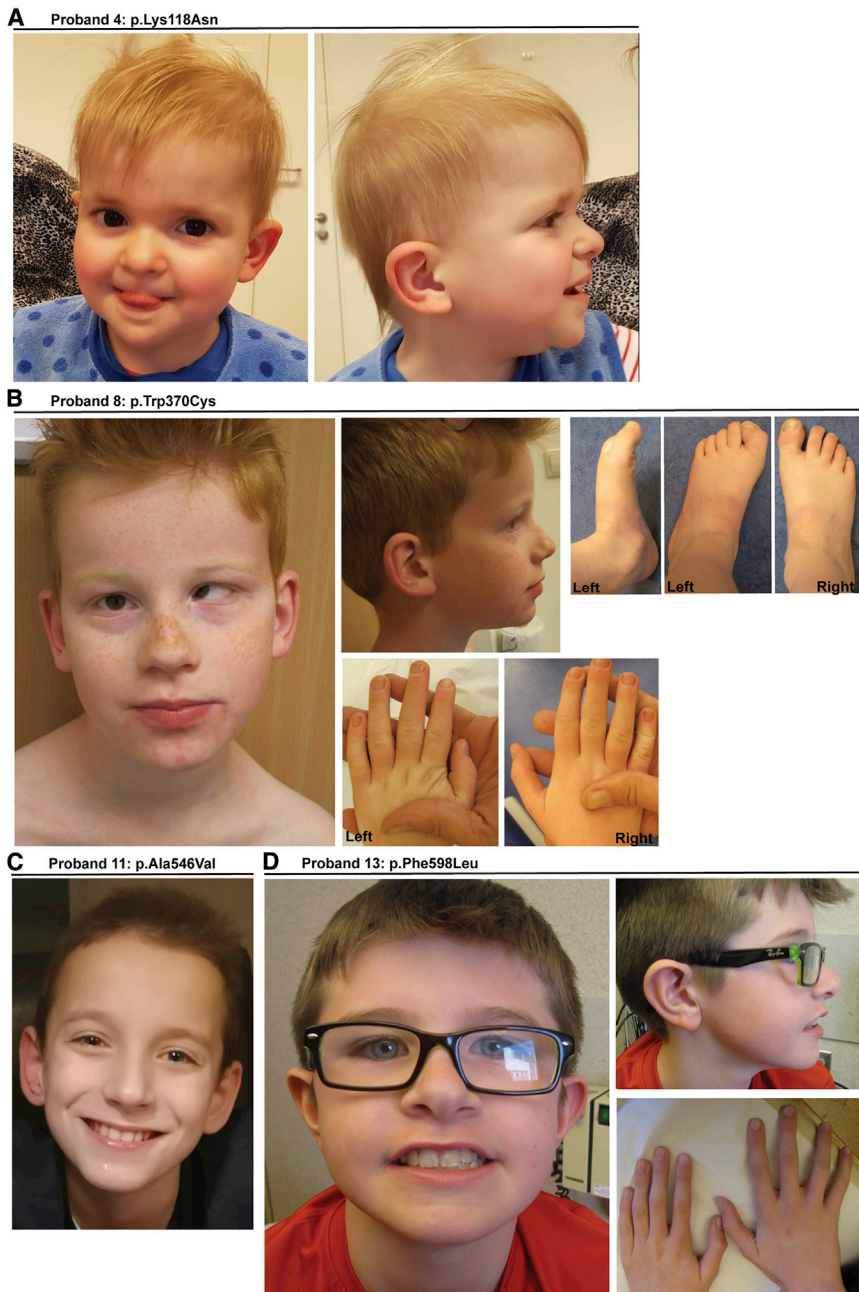 A Proband 4: p.Lys118Asn
B Proband 8: p.Trp370Cys
Left
Left
Right
Left
Right
C Proband 11: p.Ala546Val
D Proband 13: p.Phe598Leu
Ray-Ban